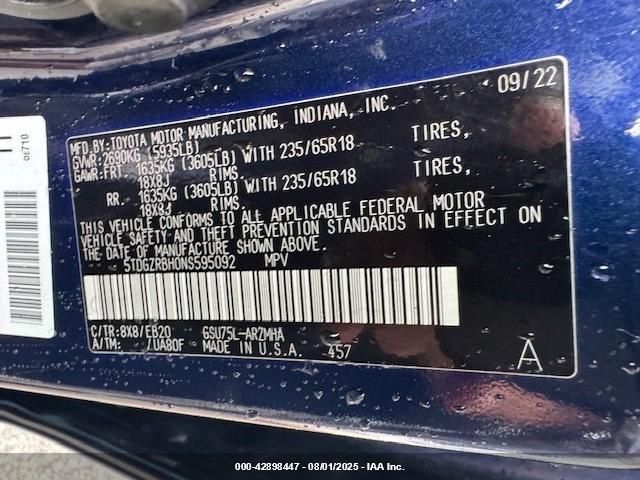 09/22
MFD.BY:TOYOTA MOTOR MANUFACTURING, INDIANA, INC.
GVWR:2690KG (5935LB)
GAWR:FRT. 1635KG (3605LB) WITH 235/65R18 TIRES,
18X8J RIMS.
RR. 1635KG (3605LB) WITH 235/65R18 TIRES,
18X8J RIMS.
THIS VEHICLE CONFORMS TO ALL APPLICABLE FEDERAL MOTOR
VEHICLE SAFETY AND THEFT PREVENTION STANDARDS IN EFFECT ON
THE DATE OF MANUFACTURE SHOWN ABOVE.
5TDGZRBH0NS595092 MPV
C/TR:8X8/EB20 GSU75L-ARZMHA
A/TM: /UA80F MADE IN U.S.A. 457
A
0E710
000-42898447 - 08/01/2025 - IAA Inc.